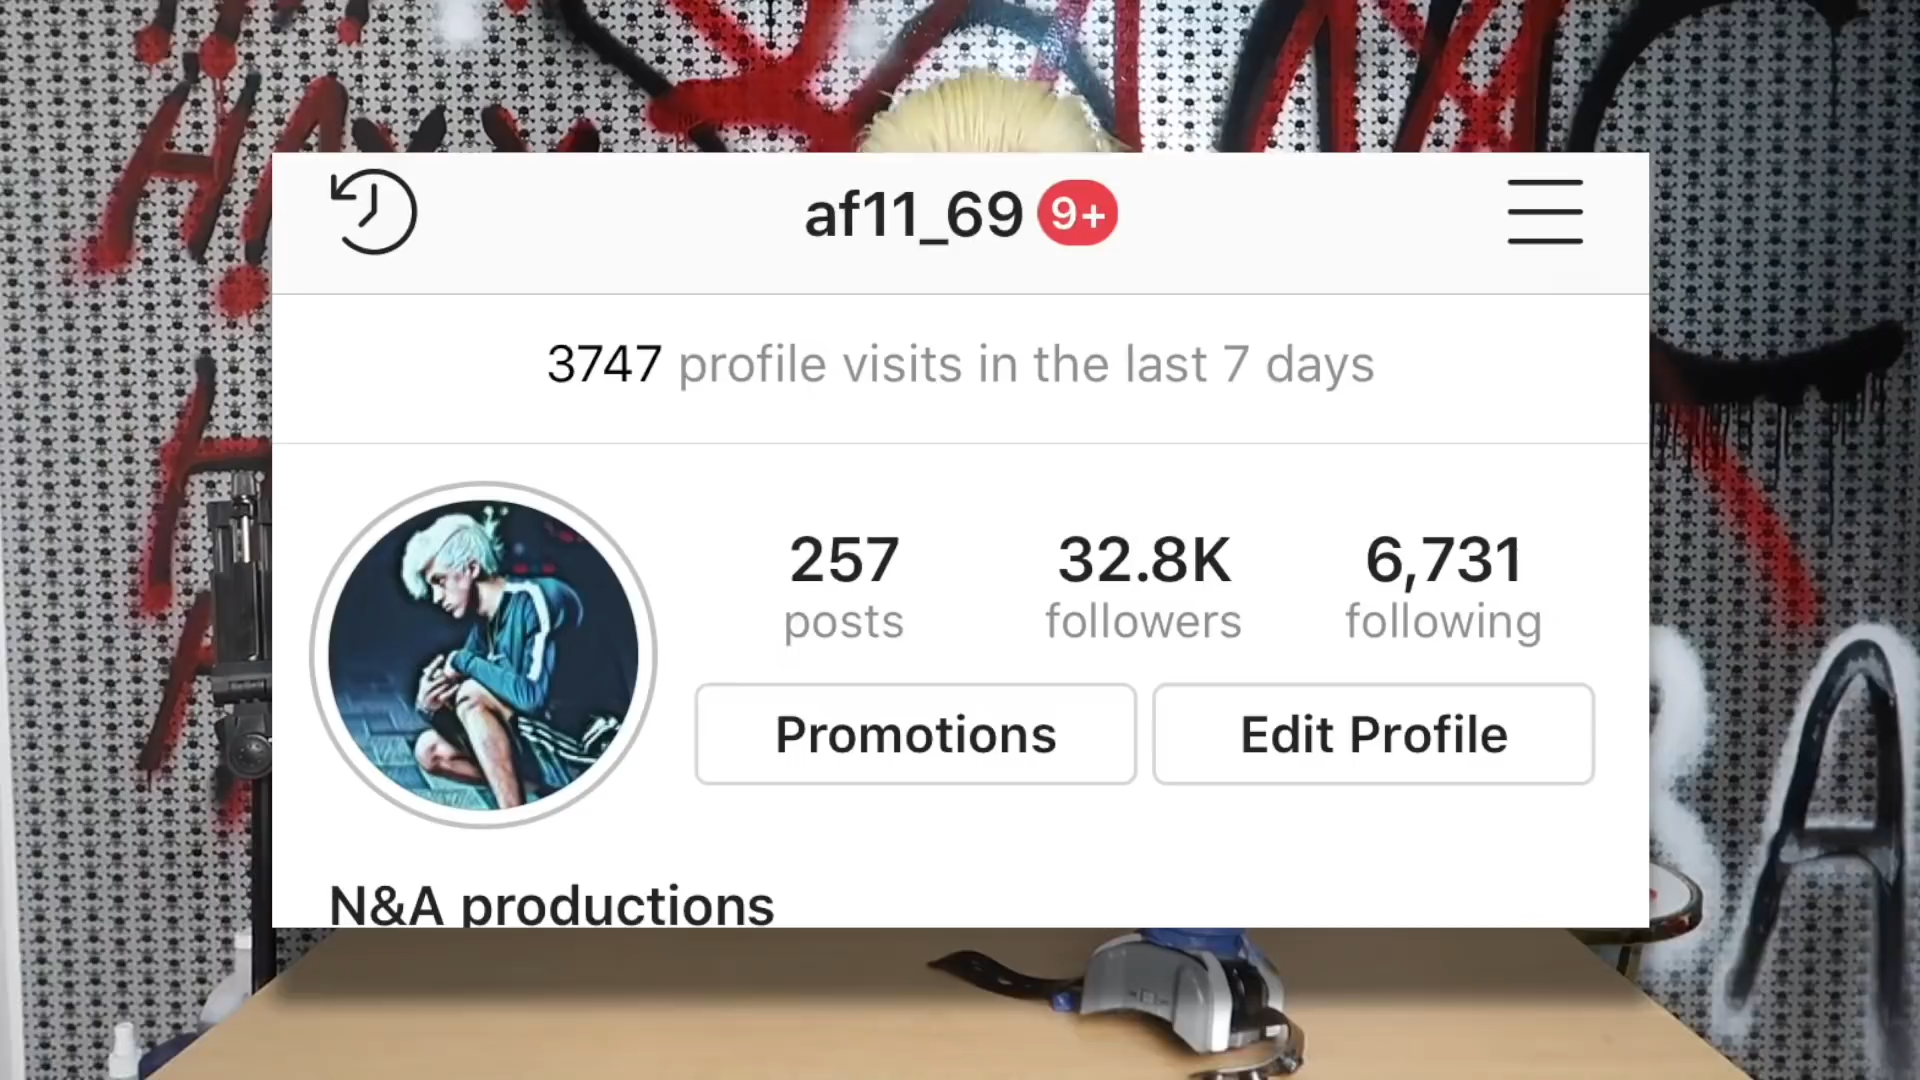 af11_69 9+
3747 profile visits in the last 7 days
257 32.8K 6,731
posts followers following
Promotions Edit Profile
N&A productions